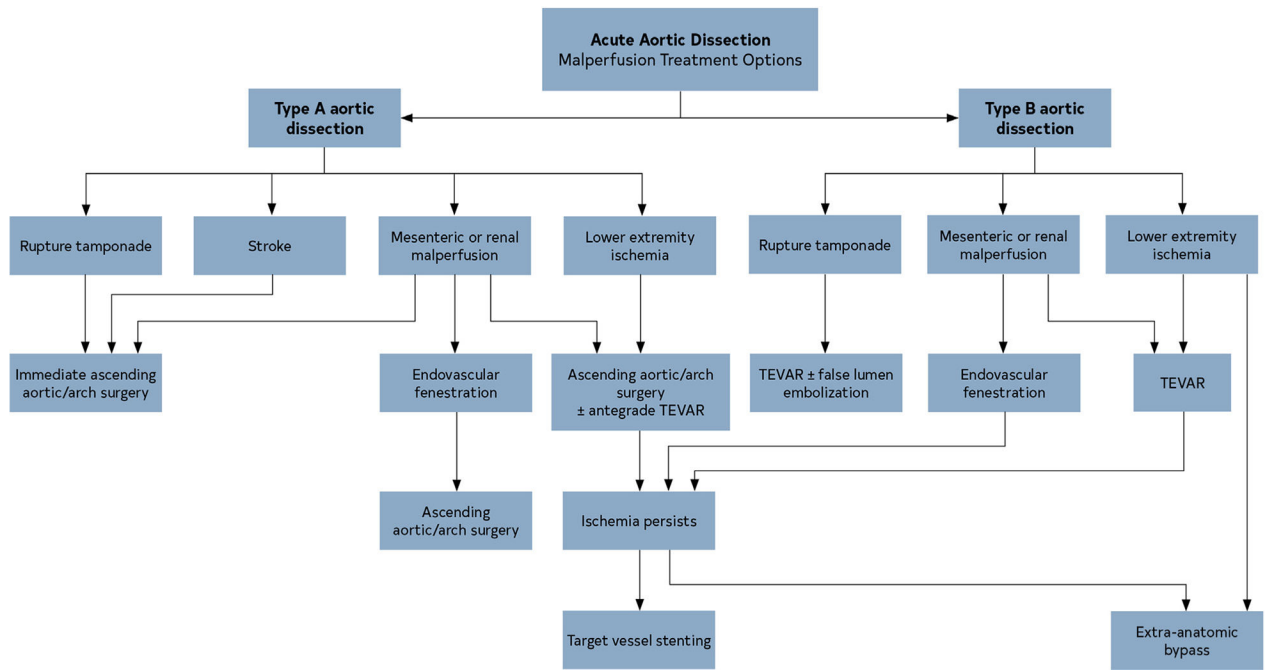 Acute Aortic Dissection
Malperfusion Treatment Options
Type A aortic
dissection
Type B aortic
dissection
Rupture tamponade
Stroke
Mesenteric or renal
malperfusion
Lower extremity
ischemia
Rupture tamponade
Mesenteric or renal
malperfusion
Lower extremity
ischemia
Immediate ascending
aortic/arch surgery
Endovascular
fenestration
Ascending aortic/arch
surgery
± antegrade TEVAR
TEVAR ± false lumen
embolization
Endovascular
fenestration
TEVAR
Ascending
aortic/arch surgery
Ischemia persists
Target vessel stenting
Extra-anatomic
bypass